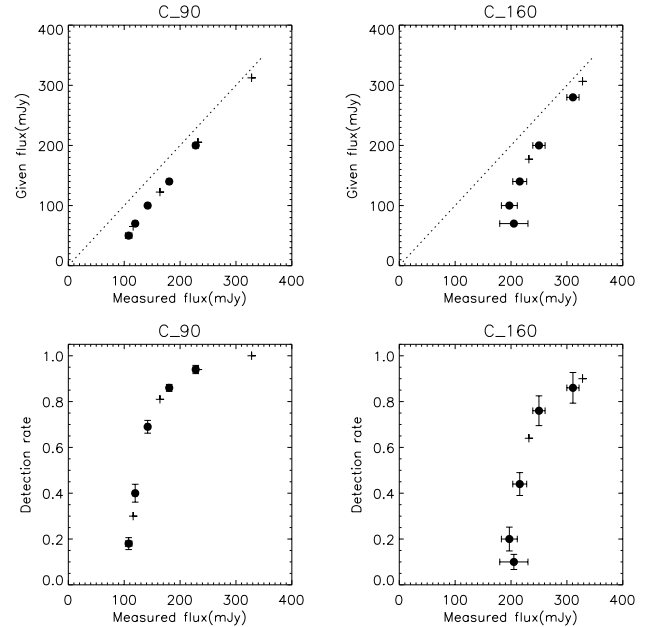 C_90
400
300
200
100
0
Given flux(mJy)
0 100 200 300 400
Measured flux(mJy)
C_160
400
300
200
100
0
Given flux(mJy)
0 100 200 300 400
Measured flux(mJy)
C_90
1.0
0.8
0.6
0.4
0.2
0.0
Detection rate
0 100 200 300 400
Measured flux(mJy)
C_160
1.0
0.8
0.6
0.4
0.2
0.0
Detection rate
0 100 200 300 400
Measured flux(mJy)